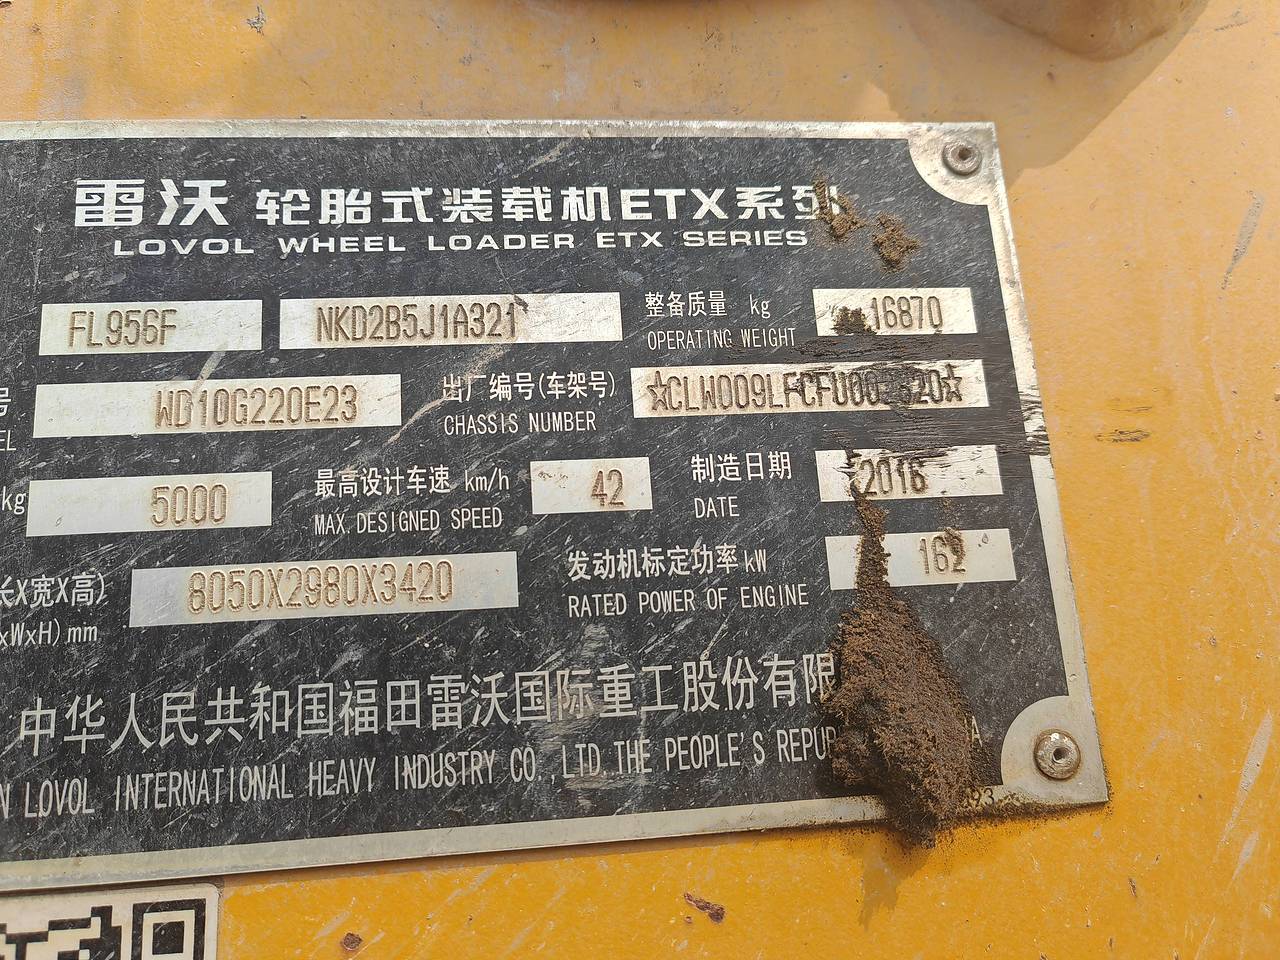 雷沃 轮胎式装载机ETX系列
LOVOL WHEEL LOADER ETX SERIES
FL956F NKD2B5J1A321 整备质量 kg 16870
OPERATING WEIGHT
号 WD10G220E23 出厂编号(车架号)
EL CHASSIS NUMBER
kg 5000 最高设计车速 km/h 42 制造日期 2016
MAX.DESIGNED SPEED DATE
长X宽X高) 8050X2980X3420 发动机标定功率 kW 162
xWxH) mm RATED POWER OF ENGINE
中华人民共和国福田雷沃国际重工股份有限
N LOVOL INTERNATIONAL HEAVY INDUSTRY CO.,LTD.THE PEOPLE'S